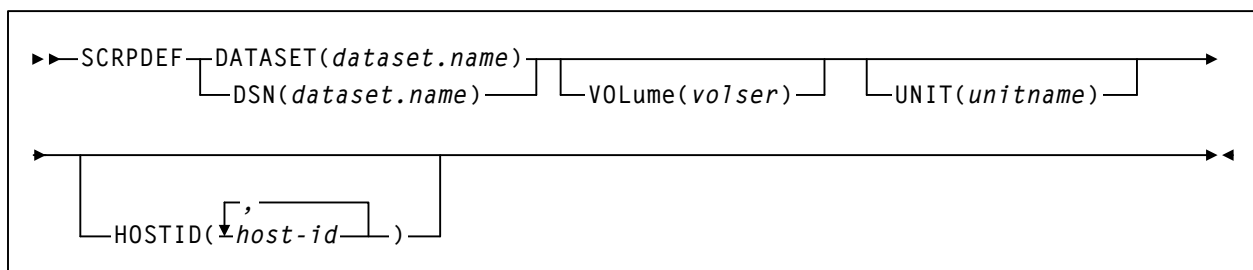 SCRPDEF DATASET(dataset.name)
DSN(dataset.name) VOLume(volser) UNIT(unitname)
,
HOSTID( host-id )